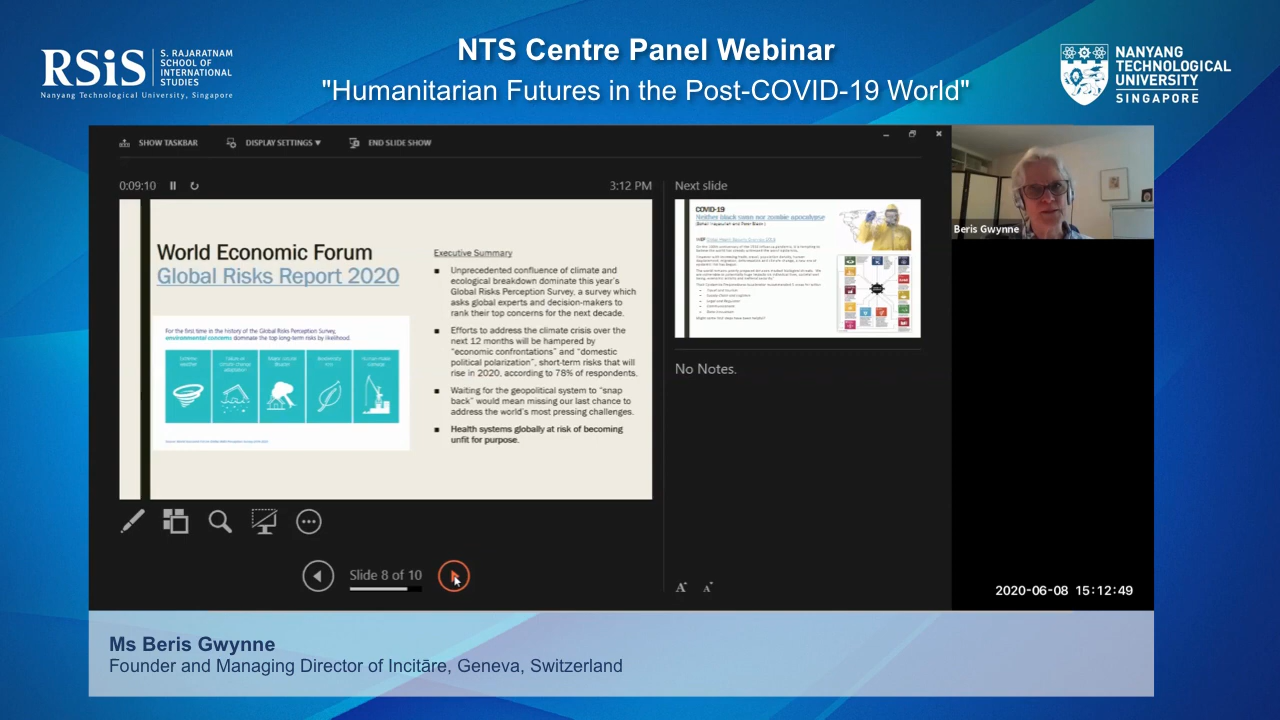 RSiS
S. RAJARATNAM
SCHOOL OF
INTERNATIONAL
STUDIES
Nanyang Technological University, Singapore
NTS Centre Panel Webinar
"Humanitarian Futures in the Post-COVID-19 World"
NANYANG
TECHNOLOGICAL
UNIVERSITY
SINGAPORE
SHOW TASKBAR
DISPLAY SETTINGS
END SLIDE SHOW
0:09:10
3:12 PM
Next slide
World Economic Forum
Global Risks Report 2020
For the first time in the history of the Global Risks Perception Survey,
environmental concerns dominate the top long-term risks by likelihood.
Executive Summary
Unprecedented confluence of climate and
ecological breakdown dominate this year's
Global Risks Perception Survey, a survey which
asks global experts and decision-makers to
rank their top concerns for the next decade.
Efforts to address the climate crisis over the
next 12 months will be hampered by
"economic confrontations" and "domestic
political polarization", short-term risks that will
rise in 2020, according to 78% of respondents.
Waiting for the geopolitical system to "snap
back" would mean missing our last chance to
address the world's most pressing challenges.
Health systems globally at risk of becoming
unfit for purpose.
COVID-19
Neither black swan nor zombie apocalypse
No Notes.
Beris Gwynne
Slide 8 of 10
A
A
2020-06-08 15:12:49
Ms Beris Gwynne
Founder and Managing Director of Incitāre, Geneva, Switzerland